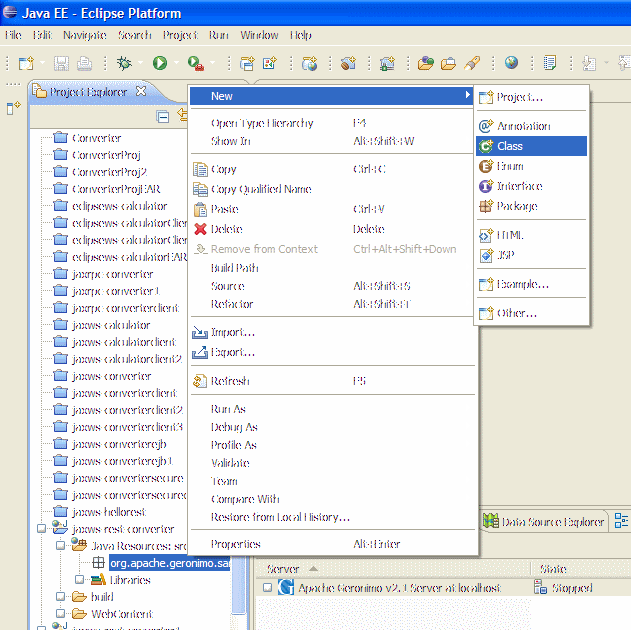 Java EE - Eclipse Platform
File Edit Navigate Search Project Run Window Help
Project Explorer
Converter
ConverterProj
ConverterProj2
ConverterProjEAR
eclipsews-calculator
eclipsews-calculatorClier
eclipsews-calculatorClier
eclipsews-calculatorEAR
jaxrpc-converter
jaxrpc-converter1
jaxrpc-converterclient
jaxws-calculator
jaxws-calculatorclient
jaxws-calculatorclient2
jaxws-converter
jaxws-converterclient
jaxws-converterclient2
jaxws-converterclient3
jaxws-converterejb
jaxws-converterejb1
jaxws-convertersecure
jaxws-convertersecured
jaxws-hellorest
jaxws-rest-converter
Java Resources: src
org.apache.geronimo.sa
Libraries
build
WebContent
New
Open Type Hierarchy F4
Show In Alt+Shift+W
Copy Ctrl+C
Copy Qualified Name
Paste Ctrl+V
Delete Delete
Remove from Context Ctrl+Alt+Shift+Down
Build Path
Source Alt+Shift+S
Refactor Alt+Shift+T
Import...
Export...
Refresh F5
Run As
Debug As
Profile As
Validate
Team
Compare With
Restore from Local History...
Properties Alt+Enter
Project...
Annotation
Class
Enum
Interface
Package
HTML
JSP
Example...
Other...
Data Source Explorer
Server State
Apache Geronimo v2.1 Server at localhost Stopped